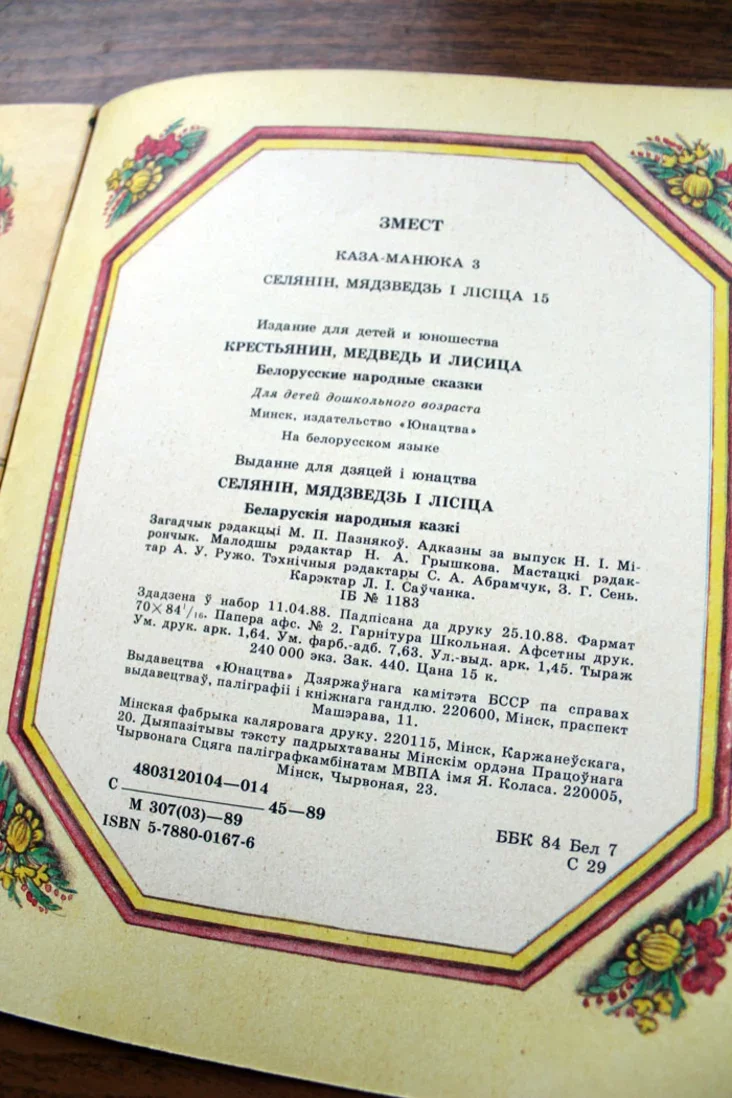 ЗМЕСТ
КАЗА-МАНЮКА 3
СЕЛЯНІН, МЯДЗВЕДЗЬ І ЛІСІЦА 15
Издание для детей и юношества
КРЕСТЬЯНИН, МЕДВЕДЬ И ЛИСИЦА
Белорусские народные сказки
Для детей дошкольного возраста
Минск, издательство «Юнацтва»
На белорусском языке
Выданне для дзяцей і юнацтва
СЕЛЯНІН, МЯДЗВЕДЗЬ І ЛІСІЦА
Беларускія народныя казкі
Загадчык рэдакцыі М. П. Пазнякоў. Адказны за выпуск Н. І. Мі-
рончык. Малодшы рэдактар Н. А. Грышкова. Мастацкі рэдак-
тар А. У. Ружо. Тэхнічныя рэдактары С. А. Абрамчук, З. Г. Сень.
Карэктар Л. І. Саўчанка.
ІБ № 1183
Здадзена ў набор 11.04.88. Падпісана да друку 25.10.88. Фармат
70×84¹/₁₆. Папера афс. № 2. Гарнітура Школьная. Афсетны друк.
Ум. друк. арк. 1,64. Ум. фарб.-адб. 7,63. Ул.-выд. арк. 1,45. Тыраж
240 000 экз. Зак. 440. Цана 15 к.
Выдавецтва «Юнацтва» Дзяржаўнага камітэта БССР па справах
выдавецтваў, паліграфіі і кніжнага гандлю. 220600, Мінск, праспект
Машэрава, 11.
Мінская фабрыка каляровага друку. 220115, Мінск, Каржанеўскага,
20. Дыяпазітывы тэксту падрыхтаваны Мінскім ордэна Працоўнага
Чырвонага Сцяга паліграфкамбінатам МВПА імя Я. Коласа. 220005,
Мінск, Чырвоная, 23.
4803120104—014
С 45—89
М 307(03)—89
ISBN 5-7880-0167-6
ББК 84 Бел 7
С 29